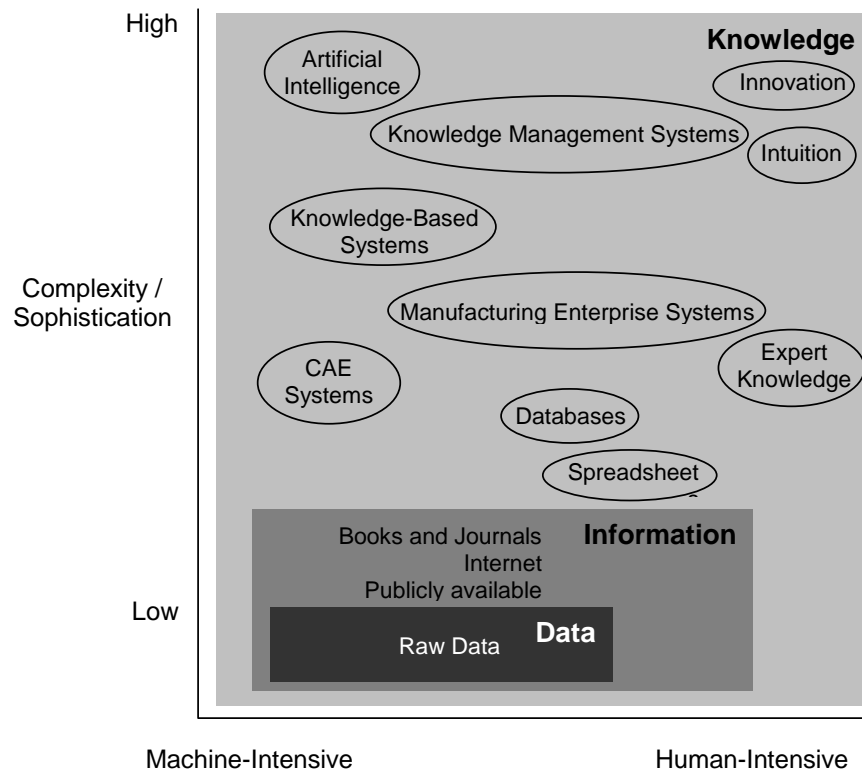 High
Knowledge
Artificial
Intelligence
Innovation
Knowledge Management Systems
Intuition
Knowledge-Based
Systems
Complexity /
Sophistication
Manufacturing Enterprise Systems
Expert
Knowledge
CAE
Systems
Databases
Spreadsheet
Information
Books and Journals
Internet
Publicly available
Low
Data
Raw Data
Machine-Intensive
Human-Intensive